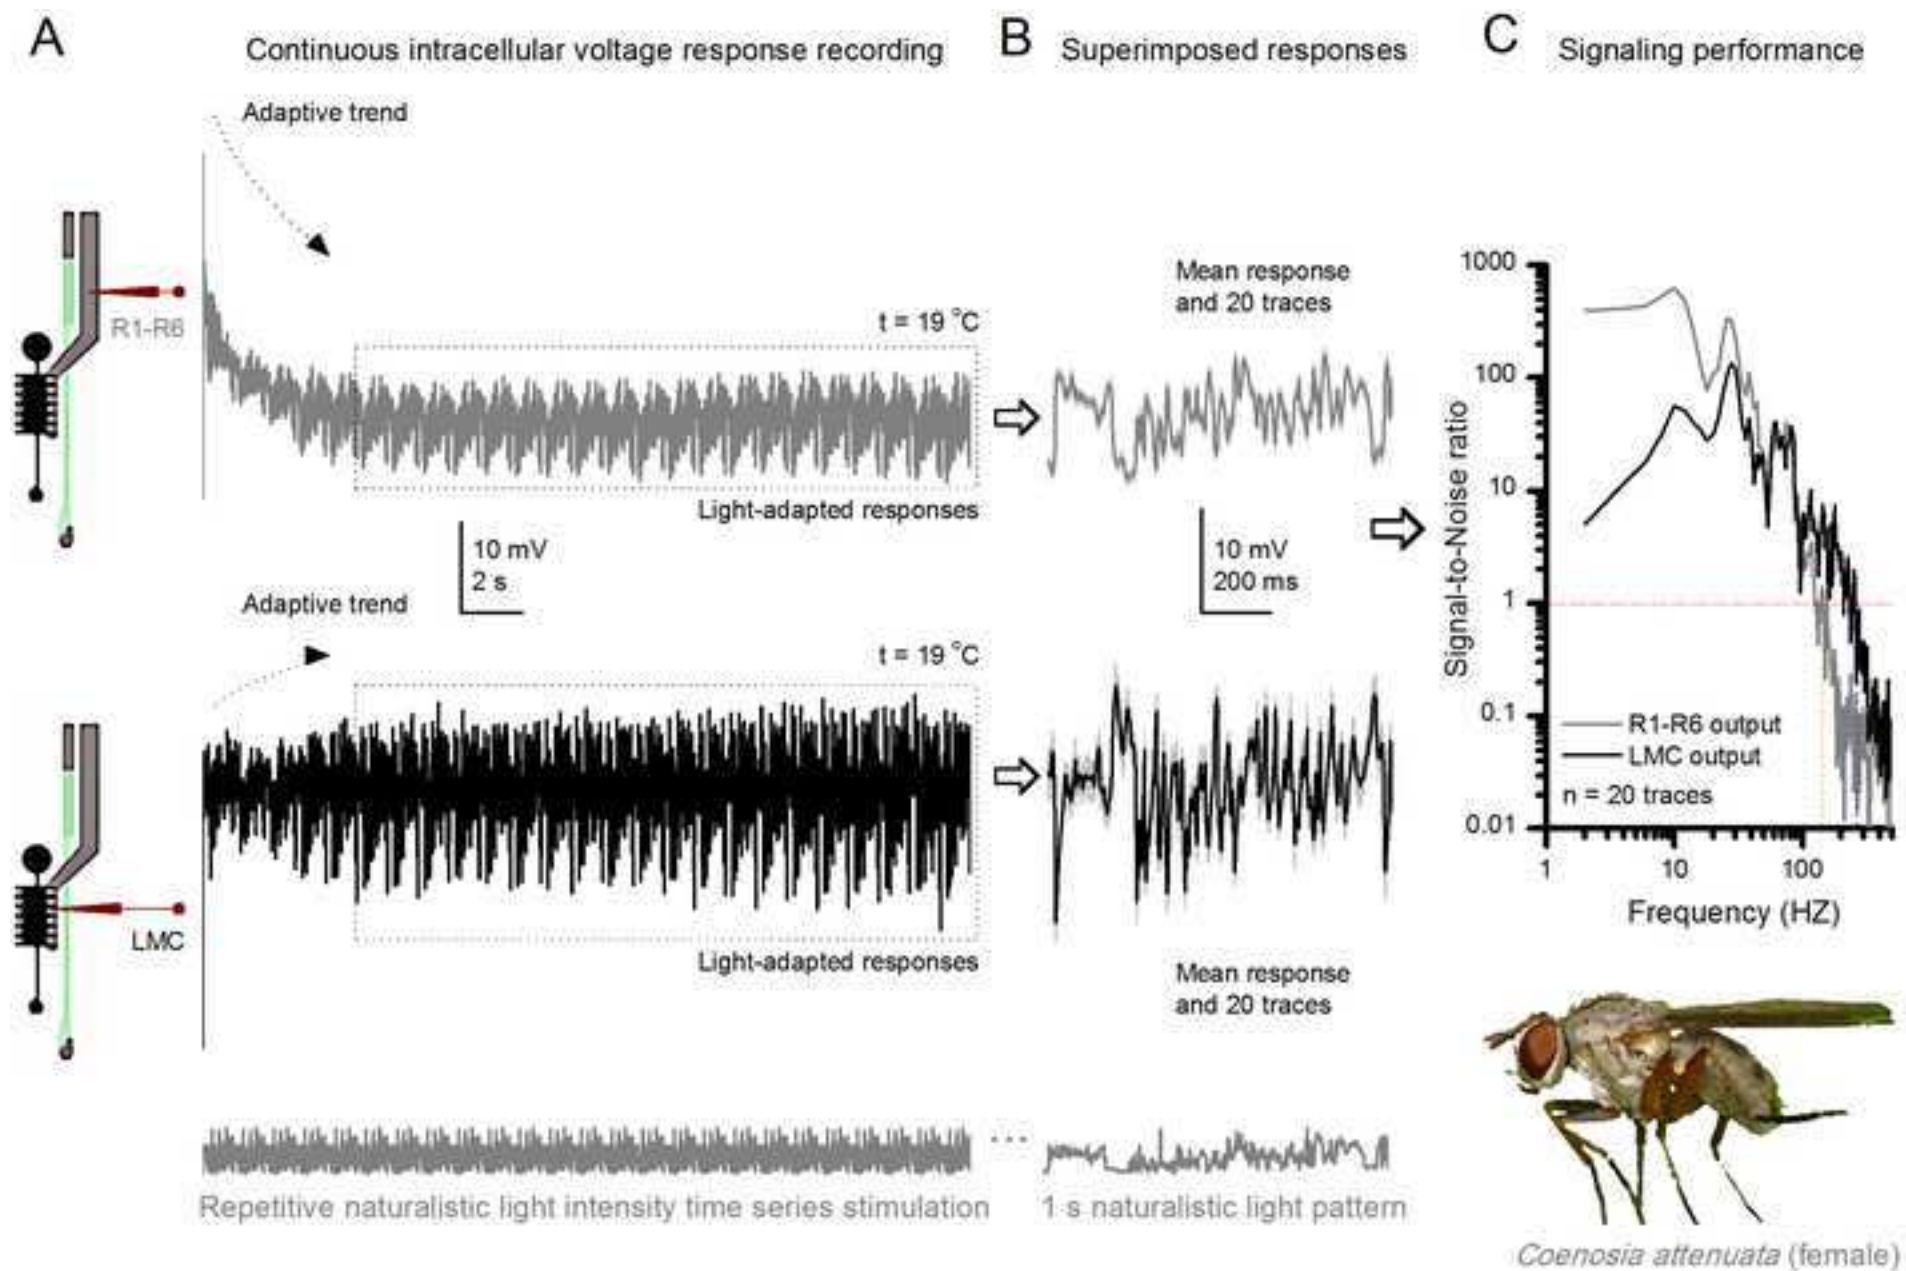 A
Continuous intracellular voltage response recording
Adaptive trend
R1-R6
t = 19 °C
Light-adapted responses
10 mV
2 s
Adaptive trend
t = 19 °C
LMC
Light-adapted responses
Repetitive naturalistic light intensity time series stimulation
B
Superimposed responses
Mean response
and 20 traces
10 mV
200 ms
Mean response
and 20 traces
1 s naturalistic light pattern
C
Signaling performance
Signal-to-Noise ratio
1000
100
10
1
0.1
0.01
R1-R6 output
LMC output
n = 20 traces
1 10 100
Frequency (HZ)
Coenosia attenuata (female)